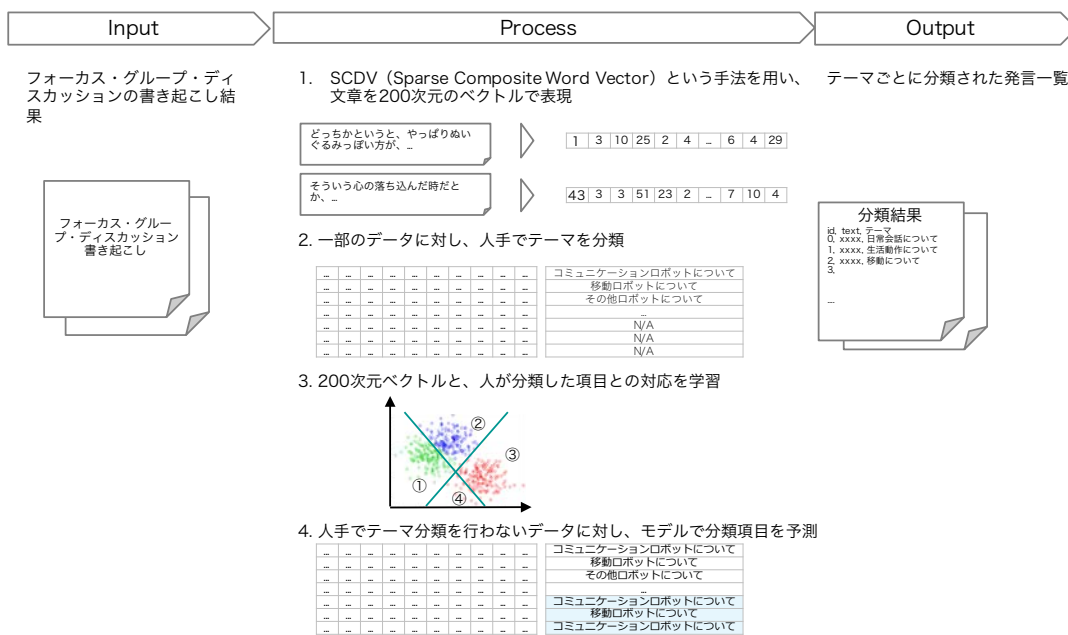 Input
Process
Output
フォーカス・グループ・ディ
スカッションの書き起こし結
果
フォーカス・グルー
プ・ディスカッション
書き起こし
1. SCDV（Sparse Composite Word Vector）という手法を用い、
文章を200次元のベクトルで表現
どっちかというと、やっぱりぬい
ぐるみっぽい方が、…
1 3 10 25 2 4 … 6 4 29
そういう心の落ち込んだ時だと
か、…
43 3 3 51 23 2 … 7 10 4
2. 一部のデータに対し、人手でテーマを分類
… … … … … … … … … … コミュニケーションロボットについて
… … … … … … … … … … 移動ロボットについて
… … … … … … … … … … その他ロボットについて
… … … … … … … … … … …
… … … … … … … … … … N/A
… … … … … … … … … … N/A
… … … … … … … … … … N/A
3. 200次元ベクトルと、人が分類した項目との対応を学習
②
③
①
④
4. 人手でテーマ分類を行わないデータに対し、モデルで分類項目を予測
… … … … … … … … … … コミュニケーションロボットについて
… … … … … … … … … … 移動ロボットについて
… … … … … … … … … … その他ロボットについて
… … … … … … … … … … …
… … … … … … … … … … コミュニケーションロボットについて
… … … … … … … … … … 移動ロボットについて
… … … … … … … … … … コミュニケーションロボットについて
テーマごとに分類された発言一覧
分類結果
id, text, テーマ
0, xxxx, 日常会話について
1, xxxx, 生活動作について
2, xxxx, 移動について
3,
…